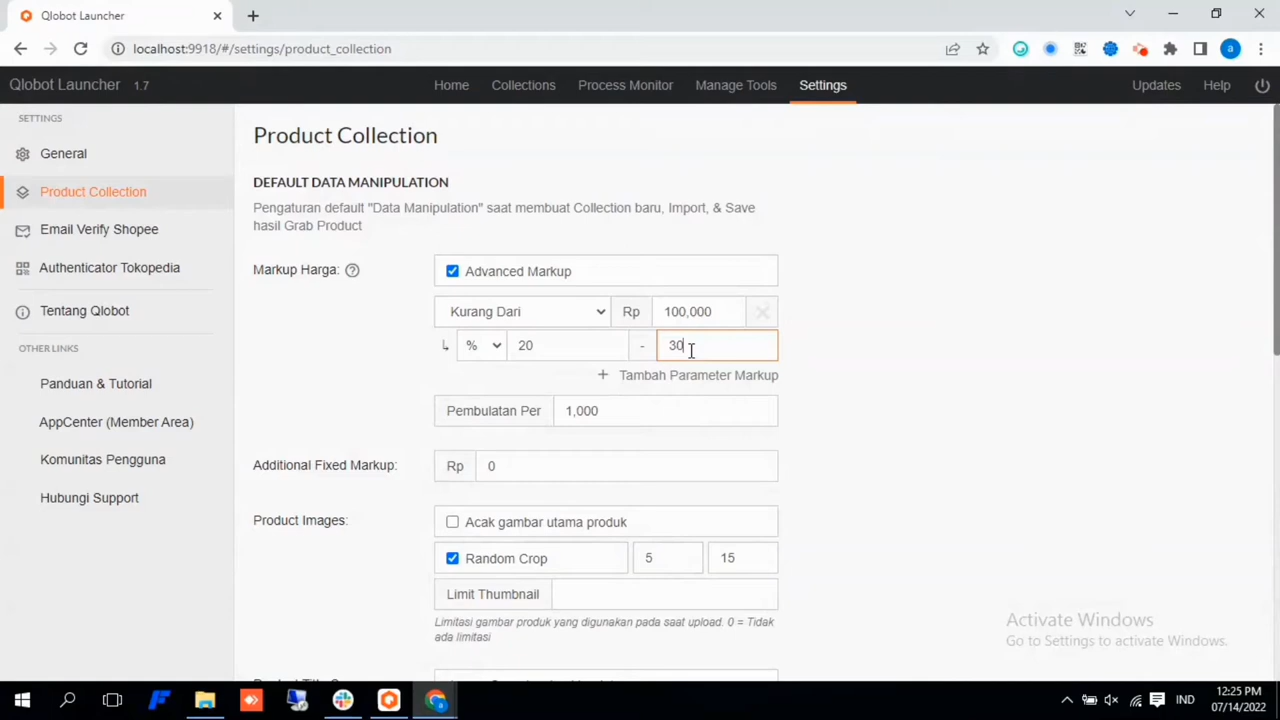 Qlobot Launcher
localhost:9918/#/settings/product_collection
a
Qlobot Launcher 1.7
Home Collections Process Monitor Manage Tools Settings Updates Help
SETTINGS
General
Product Collection
Email Verify Shopee
Authenticator Tokopedia
Tentang Qlobot
OTHER LINKS
Panduan & Tutorial
AppCenter (Member Area)
Komunitas Pengguna
Hubungi Support
Product Collection
DEFAULT DATA MANIPULATION
Pengaturan default "Data Manipulation" saat membuat Collection baru, Import, & Save
hasil Grab Product
Markup Harga: ?
Advanced Markup
Kurang Dari Rp 100,000
% 20 - 30
+ Tambah Parameter Markup
Pembulatan Per 1,000
Additional Fixed Markup: Rp 0
Product Images: Acak gambar utama produk
Random Crop 5 15
Limit Thumbnail
Limitasi gambar produk yang digunakan pada saat upload. 0 = Tidak
ada limitasi
Activate Windows
Go to Settings to activate Windows.
IND
12:25 PM
07/14/2022